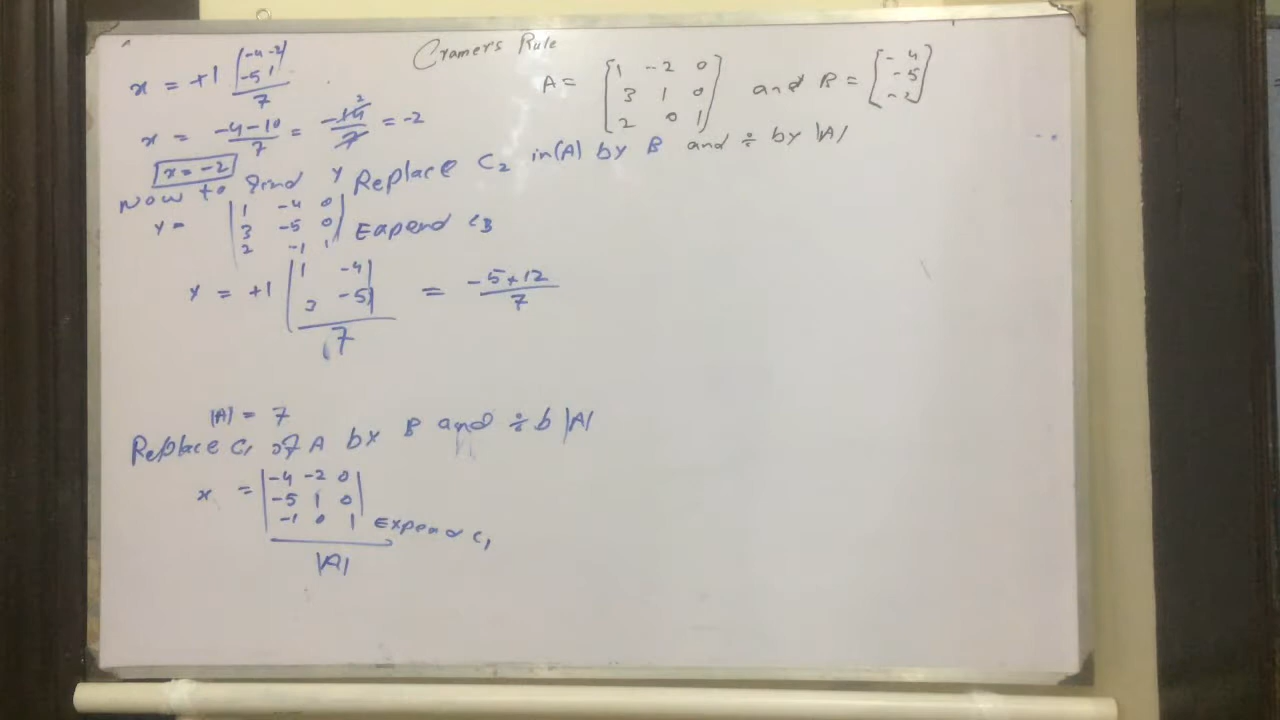 Cramers Rule
A = [1 -2 0
3 1 0
2 0 1] and B = [-4
-5
]
x = +1 |-4 -2|
-5 1
7
x = -4-10/7 = -14/7 = -2
x = -2
Now to find Y Replace C2 in(A) by B and ÷ by |A|
Y = |1 -4 0|
3 -5 0
2 -1 1 Expend C3
Y = +1 |1 -4|
3 -5
7
= -5+12/7
|A| = 7
Replace C1 of A by B and ÷ b |A|
x = |-4 -2 0|
-5 1 0
-1 0 1 Expend C1
|A|